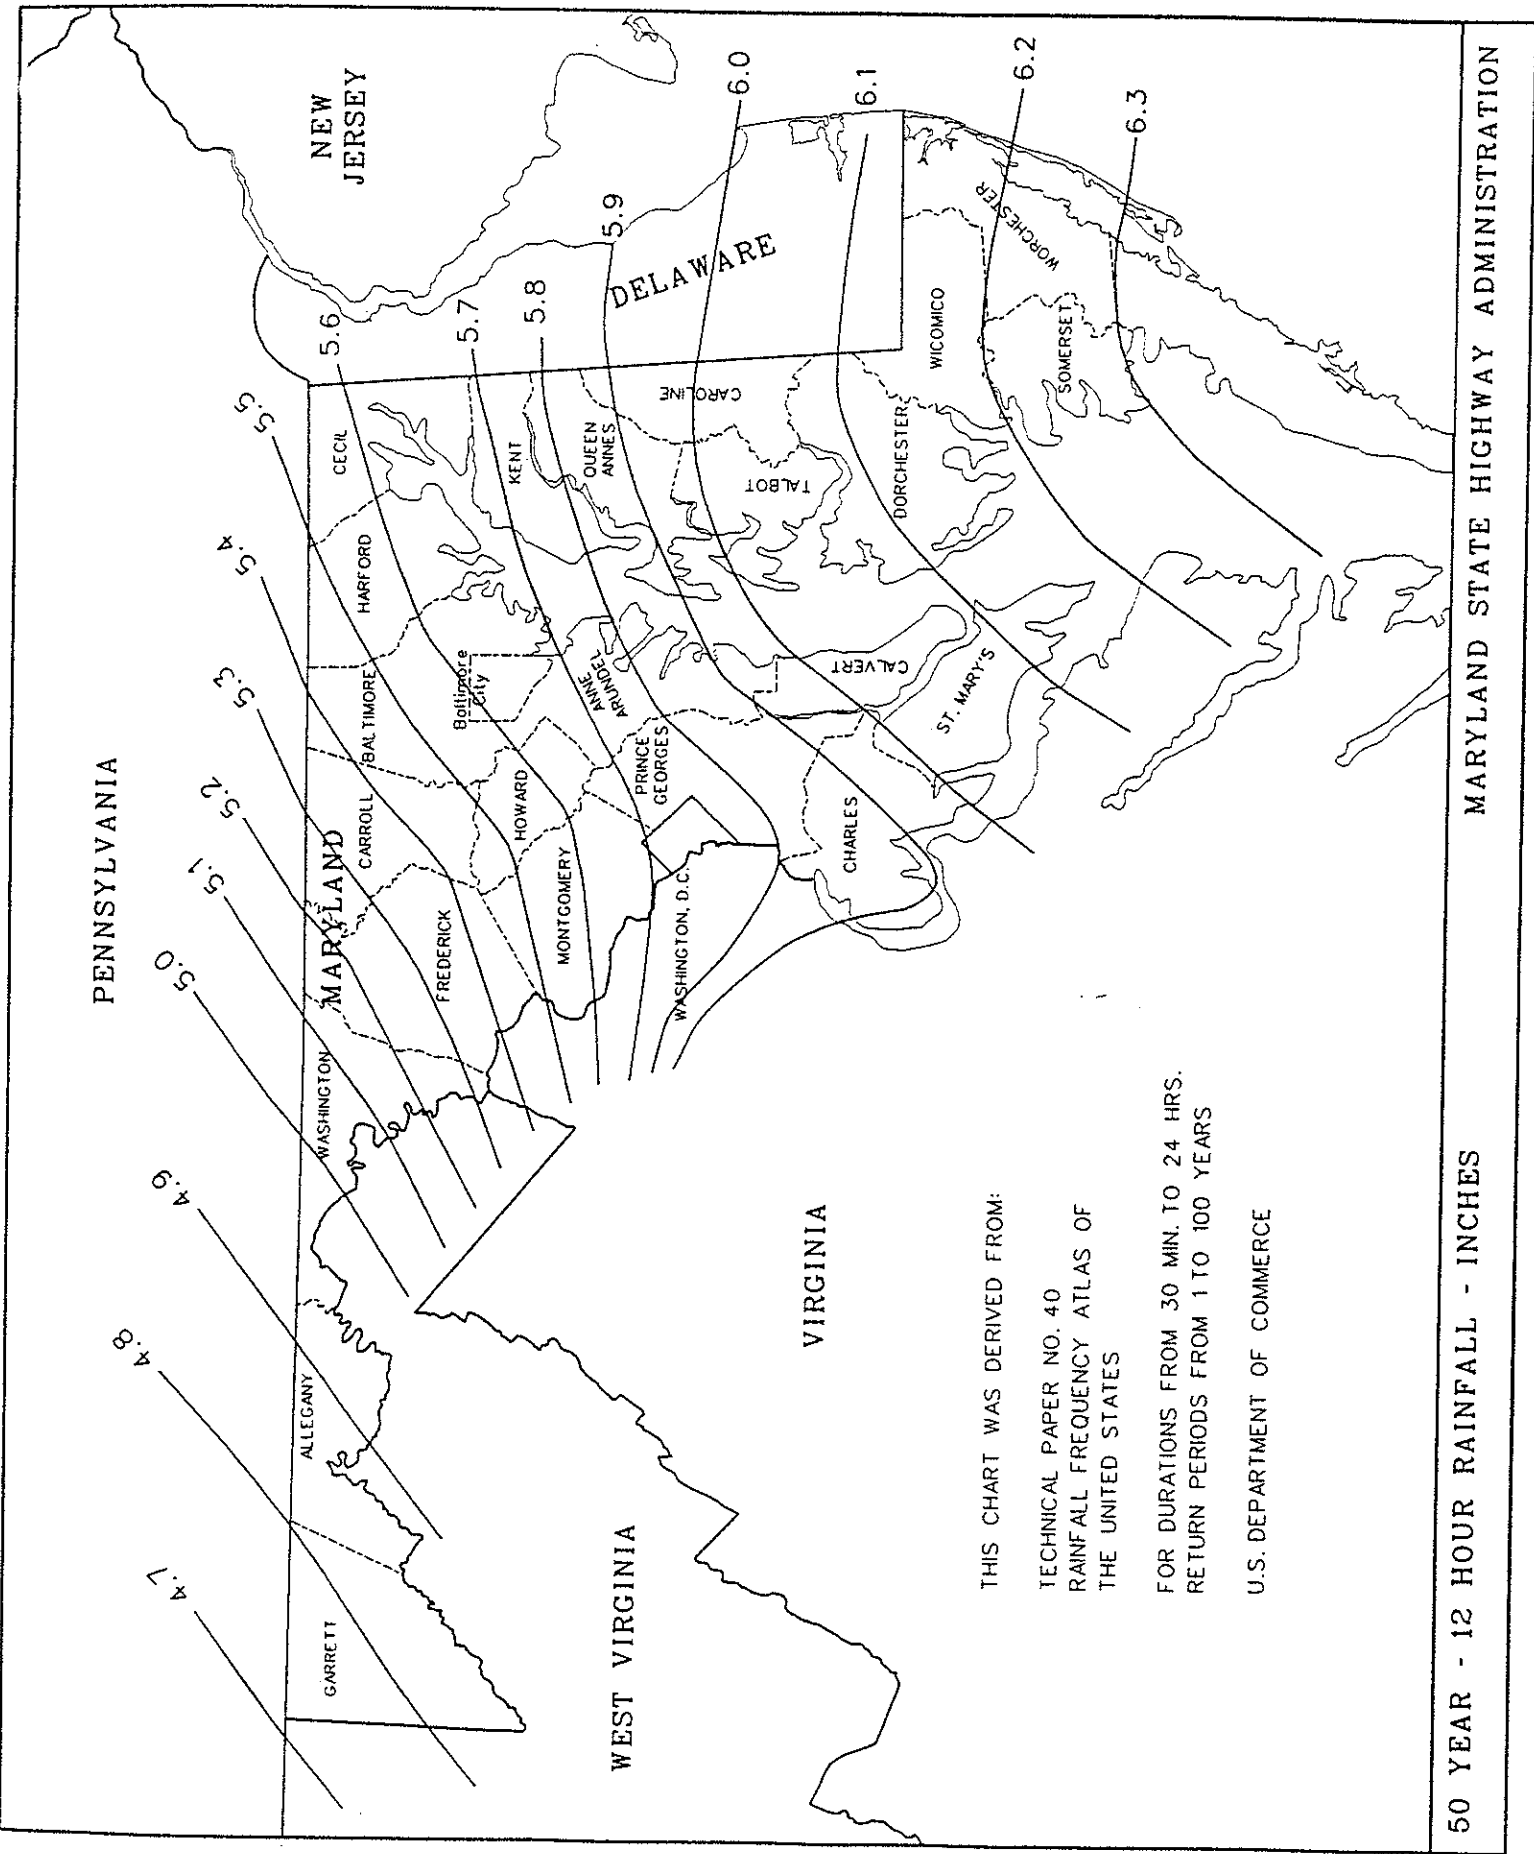 PENNSYLVANIA
NEW
JERSEY
MARYLAND
DELAWARE
VIRGINIA
WEST VIRGINIA
4.7
4.8
4.9
5.0
5.1
5.2
5.3
5.4
5.5
5.6
5.7
5.8
5.9
6.0
6.1
6.2
6.3
GARRETT
ALLEGANY
WASHINGTON
FREDERICK
CARROLL
BALTIMORE
HARFORD
CECIL
Baltimore
City
HOWARD
MONTGOMERY
KENT
QUEEN
ANNES
ANNE
ARUNDEL
PRINCE
GEORGES
WASHINGTON, D.C.
CAROLINE
TALBOT
CHARLES
CALVERT
ST. MARY'S
DORCHESTER
WICOMICO
WORCHESTER
SOMERSET
THIS CHART WAS DERIVED FROM:
TECHNICAL PAPER NO. 40
RAINFALL FREQUENCY ATLAS OF
THE UNITED STATES
FOR DURATIONS FROM 30 MIN. TO 24 HRS.
RETURN PERIODS FROM 1 TO 100 YEARS
U.S. DEPARTMENT OF COMMERCE
50 YEAR - 12 HOUR RAINFALL - INCHES
MARYLAND STATE HIGHWAY ADMINISTRATION